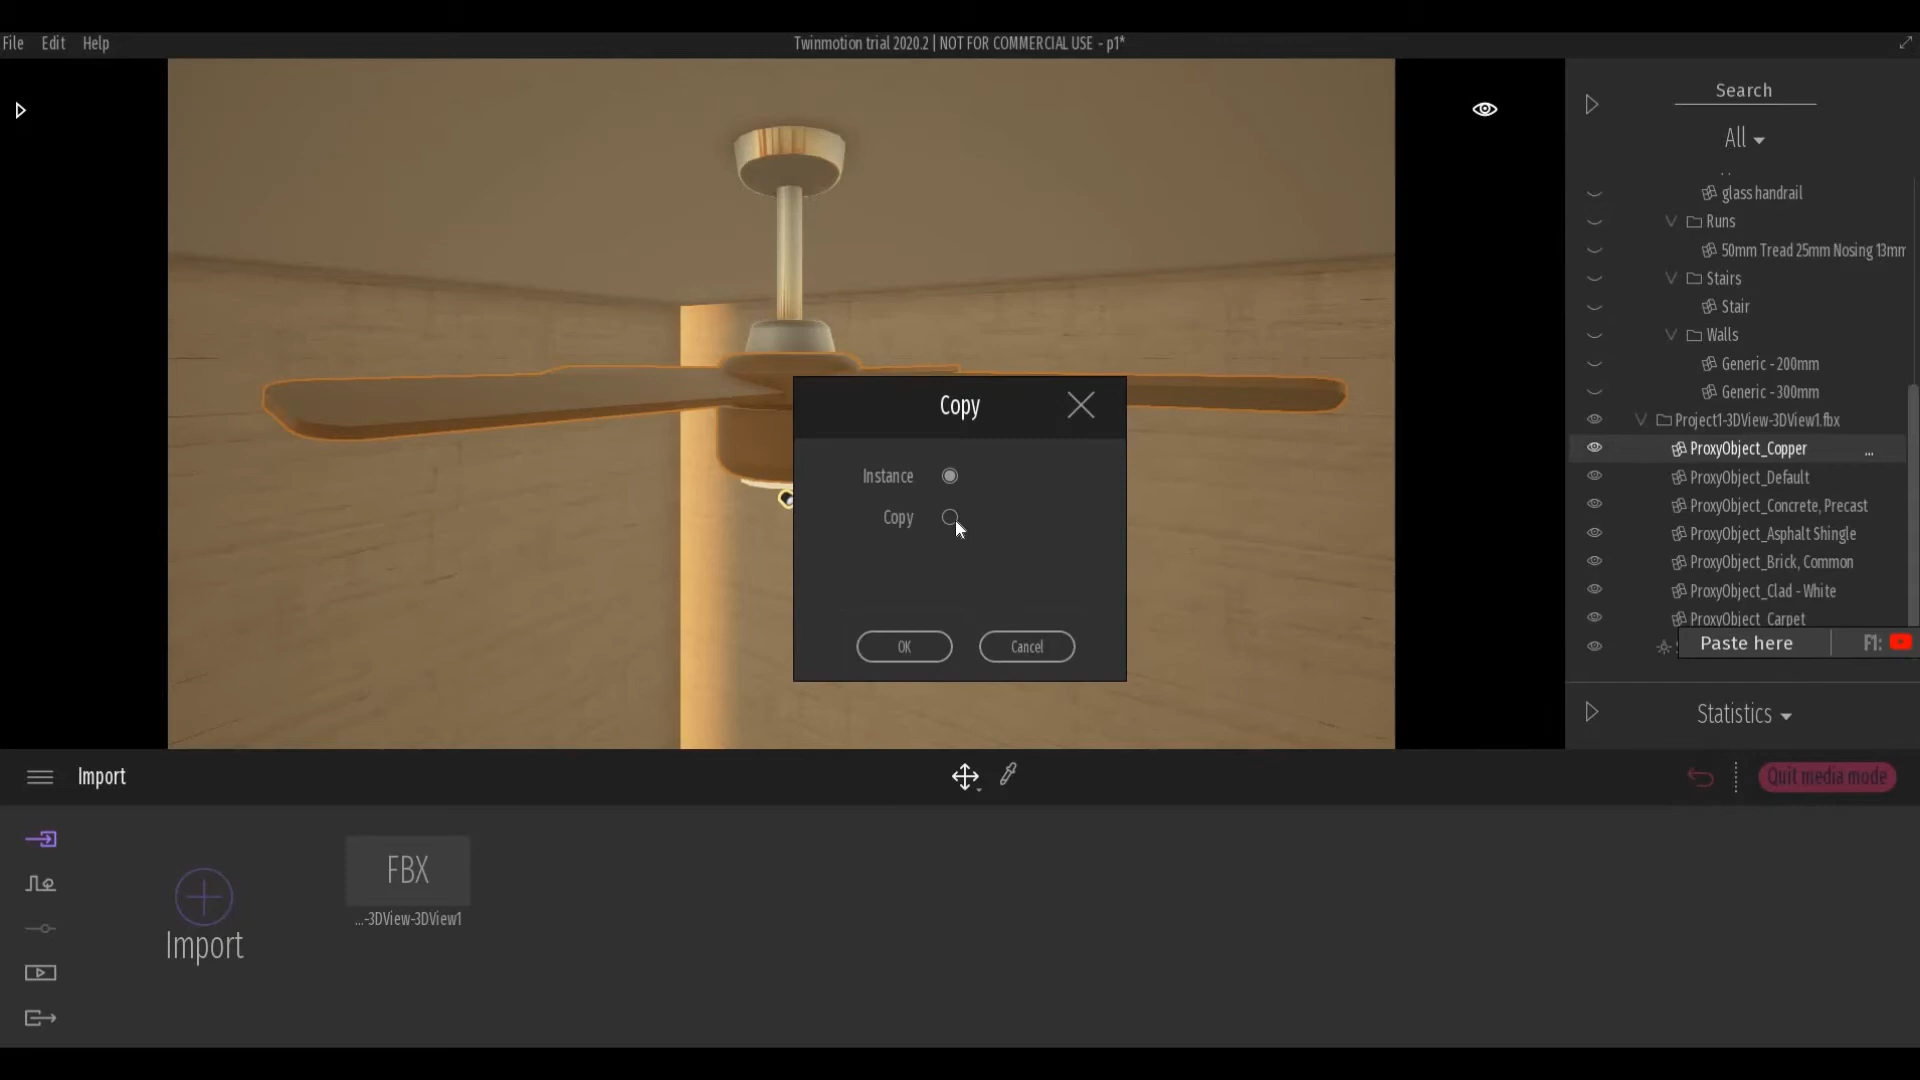 File Edit Help
Twinmotion trial 2020.2 | NOT FOR COMMERCIAL USE - p1*
Search
All
glass handrail
Runs
50mm Tread 25mm Nosing 13mm
Stairs
Stair
Walls
Generic - 200mm
Generic - 300mm
Project1-3DView-3DView1.fbx
ProxyObject_Copper ...
ProxyObject_Default
ProxyObject_Concrete, Precast
ProxyObject_Asphalt Shingle
ProxyObject_Brick, Common
ProxyObject_Clad - White
ProxyObject_Carpet
Paste here F1:
Statistics
Copy
Instance
Copy
OK Cancel
Import
Quit media mode
FBX
...-3DView-3DView1
Import